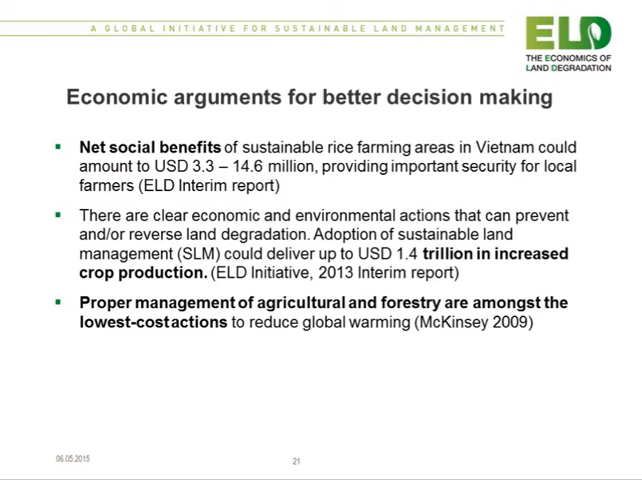 A GLOBAL INITIATIVE FOR SUSTAINABLE LAND MANAGEMENT
ELD
THE ECONOMICS OF
LAND DEGRADATION
Economic arguments for better decision making
▪ Net social benefits of sustainable rice farming areas in Vietnam could
amount to USD 3.3 – 14.6 million, providing important security for local
farmers (ELD Interim report)
▪ There are clear economic and environmental actions that can prevent
and/or reverse land degradation. Adoption of sustainable land
management (SLM) could deliver up to USD 1.4 trillion in increased
crop production. (ELD Initiative, 2013 Interim report)
▪ Proper management of agricultural and forestry are amongst the
lowest-cost actions to reduce global warming (McKinsey 2009)
06.05.2015
21